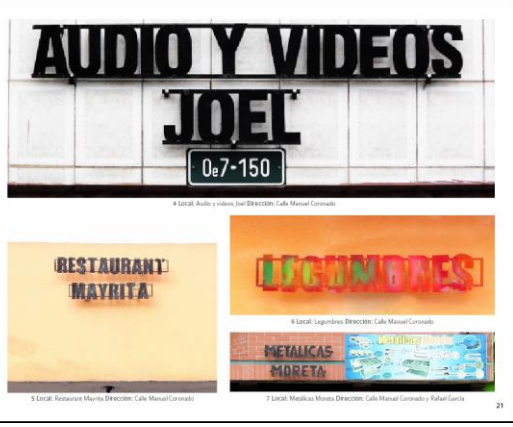 AUDIO Y VIDEOS
JOEL
Oe7-150
4 Local: Audio y videos Joel Dirección: Calle Manuel Coronado
RESTAURANT
MAYRITA
5 Local: Restaurant Mayrita Dirección: Calle Manuel Coronado
LEGUMBRES
6 Local: Legumbres Dirección: Calle Manuel Coronado
METALICAS
MORETA
Metálicas Moreta
7 Local: Metálicas Moreta Dirección: Calle Manuel Coronado y Rafael García
21